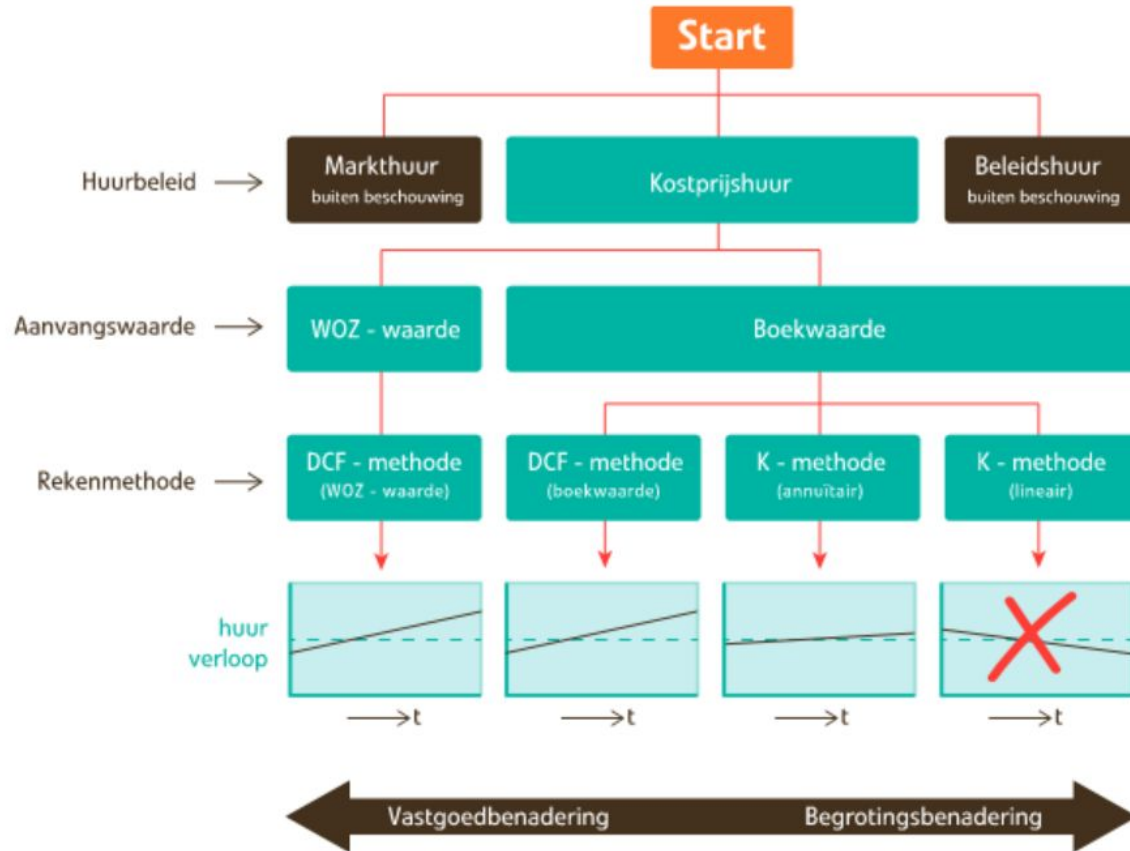 Start
Huurbeleid
Markthuur
buiten beschouwing
Kostprijshuur
Beleidshuur
buiten beschouwing
Aanvangswaarde
WOZ - waarde
Boekwaarde
Rekenmethode
DCF - methode
(WOZ - waarde)
DCF - methode
(boekwaarde)
K - methode
(annuïtair)
K - methode
(lineair)
huur
verloop
t
t
t
t
Vastgoedbenadering
Begrotingsbenadering